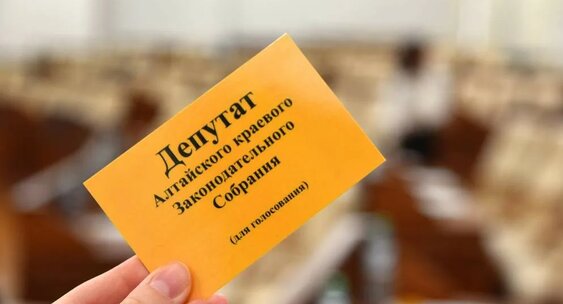 Депутат
Алтайского краевого
Законодательного
Собрания
(для голосования)